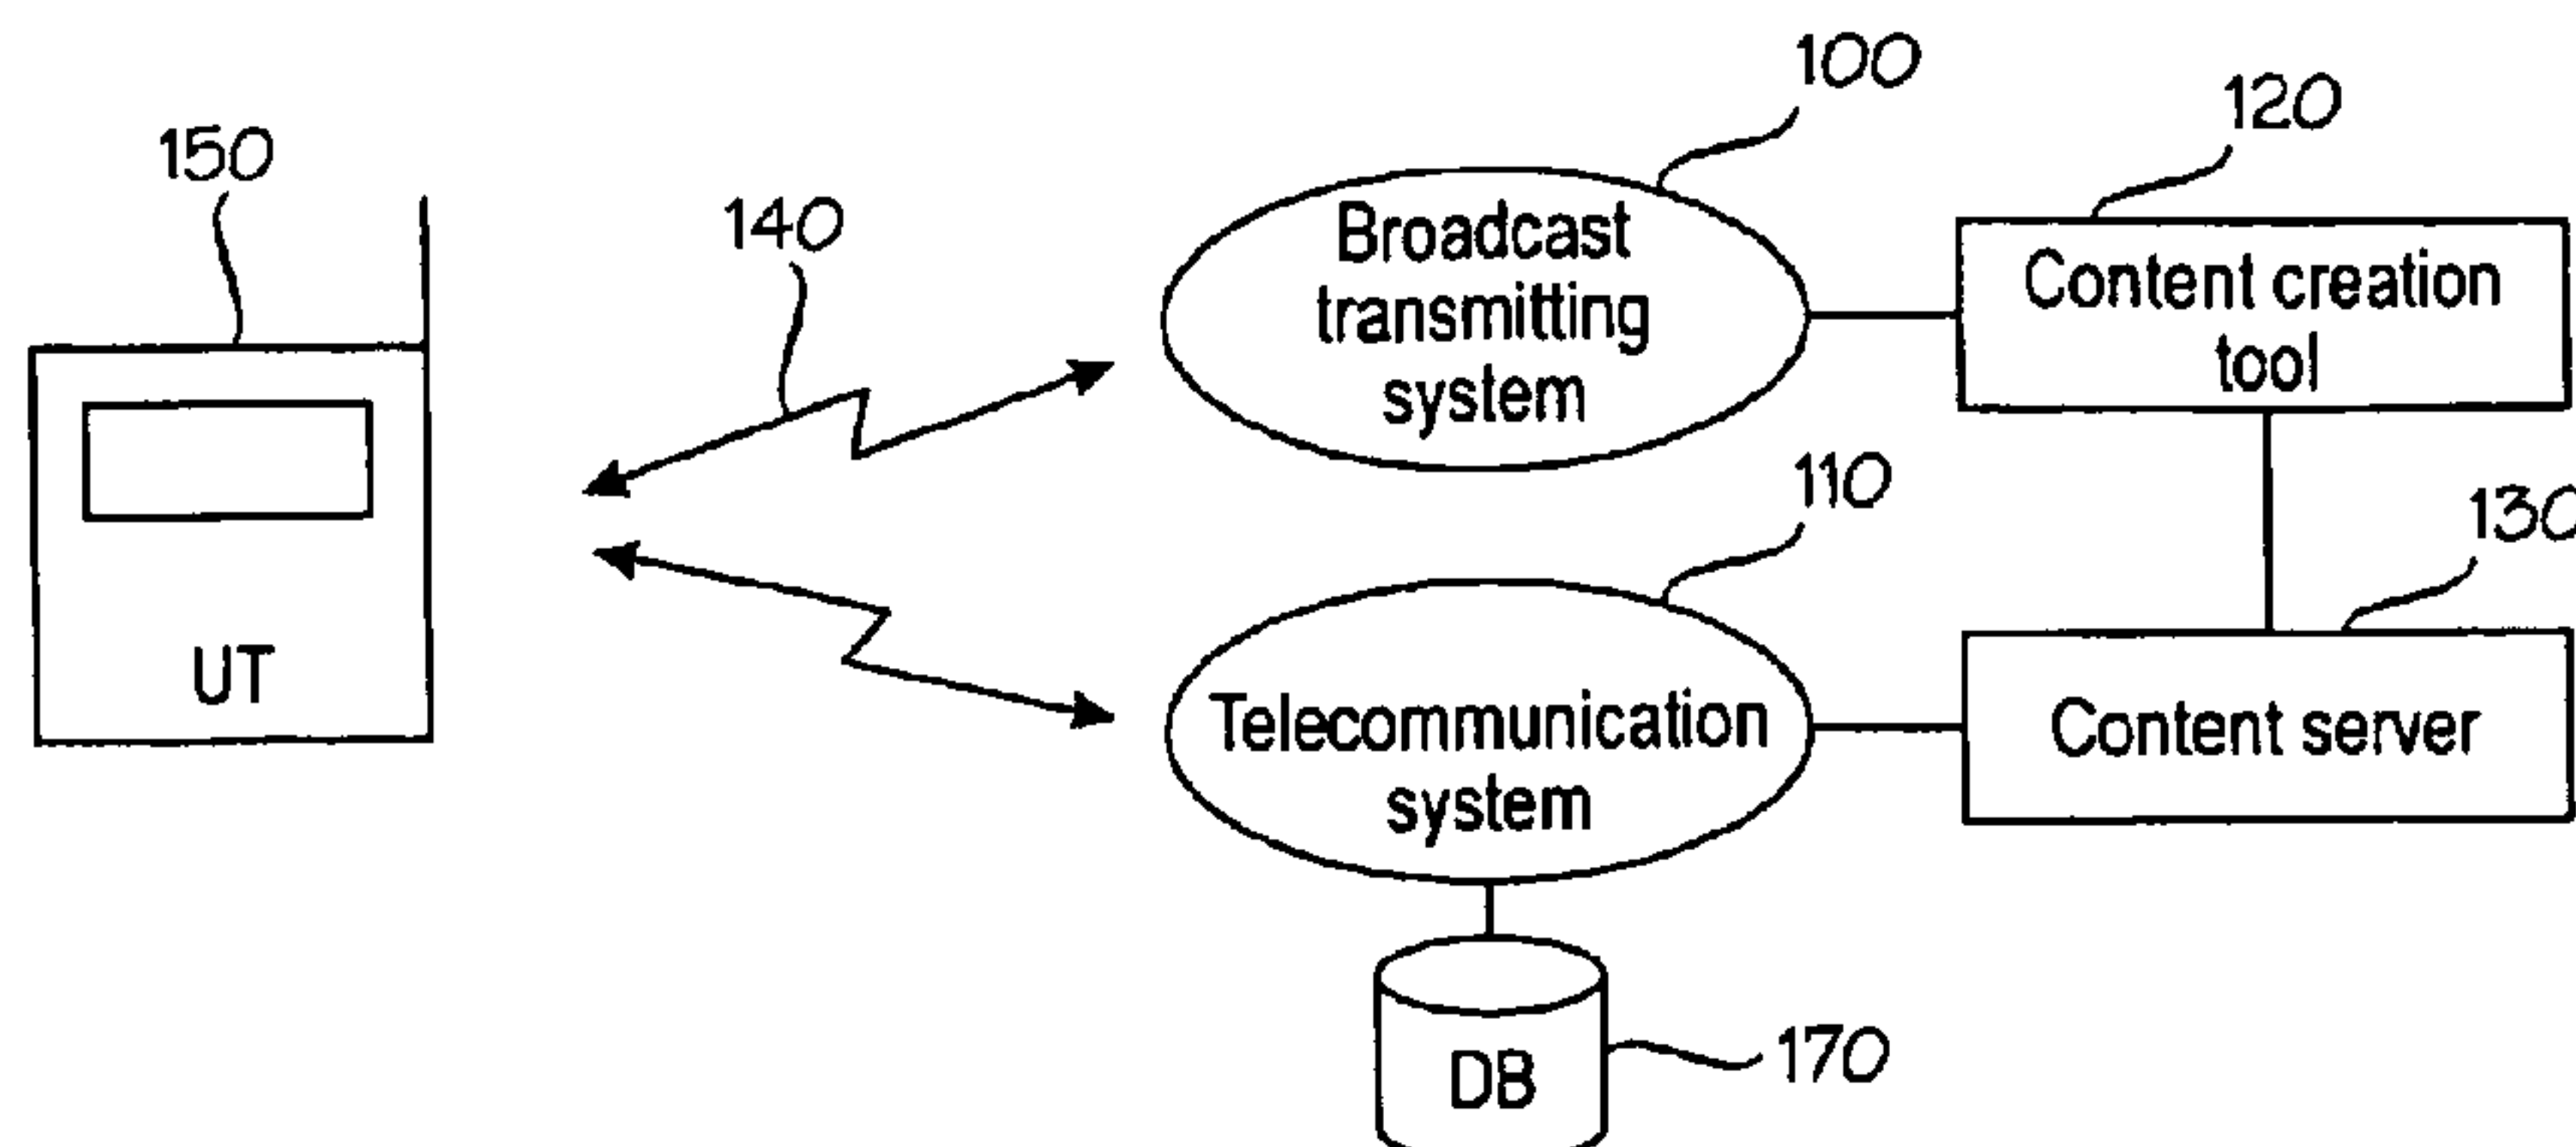 100
120
150
140
Broadcast
transmitting
system
Content creation
tool
110
130
UT
Telecommunication
system
Content server
DB
170